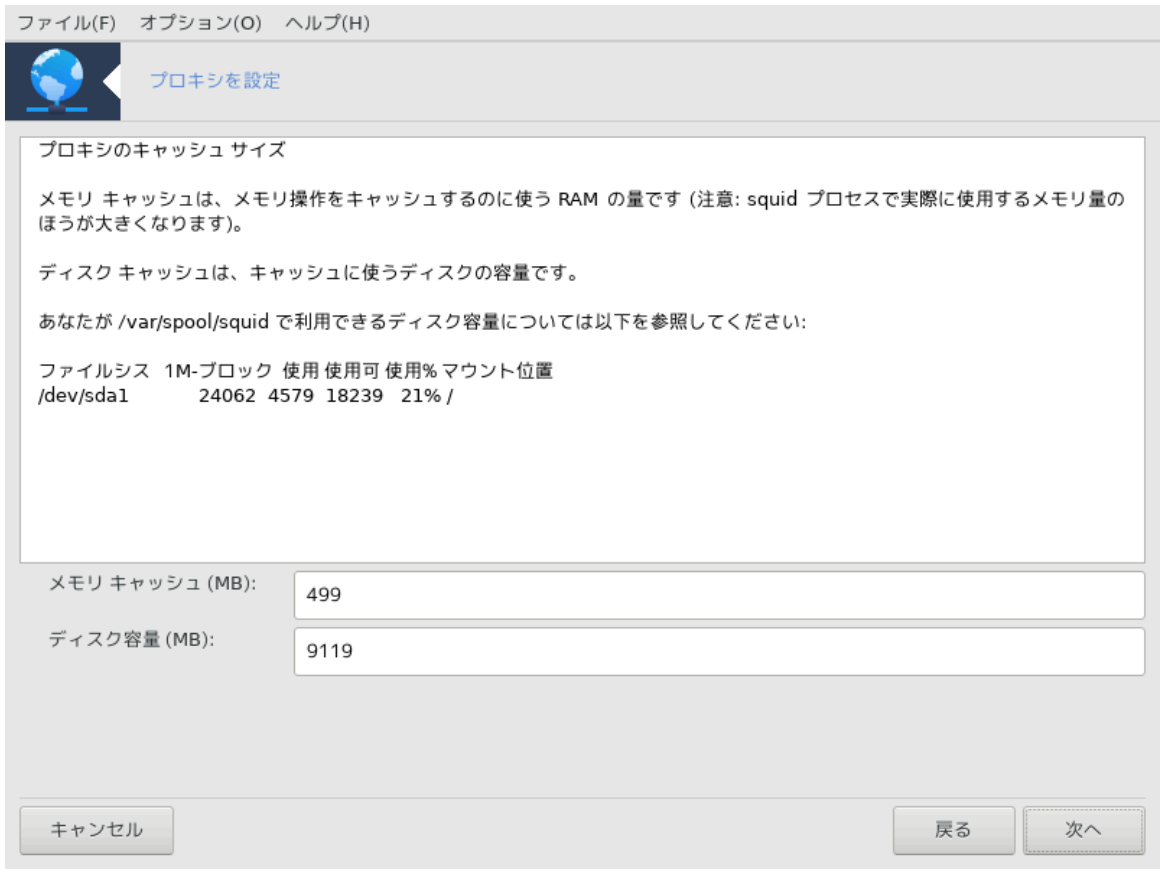 ファイル(F) オプション(O) ヘルプ(H)
プロキシを設定
プロキシのキャッシュ サイズ
メモリ キャッシュは、メモリ操作をキャッシュするのに使う RAM の量です (注意: squid プロセスで実際に使用するメモリ量の
ほうが大きくなります)。
ディスク キャッシュは、キャッシュに使うディスクの容量です。
あなたが /var/spool/squid で利用できるディスク容量については以下を参照してください:
ファイルシス 1M-ブロック 使用 使用可 使用% マウント位置
/dev/sda1 24062 4579 18239 21% /
メモリ キャッシュ (MB):
499
ディスク容量 (MB):
9119
キャンセル 戻る 次へ